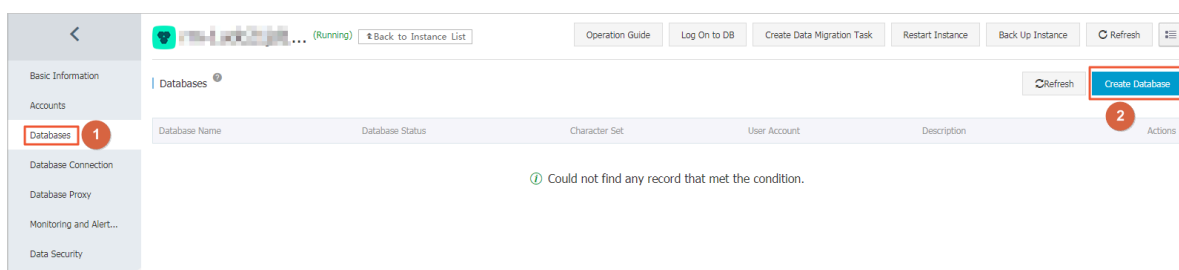 ... (Running) Back to Instance List Operation Guide Log On to DB Create Data Migration Task Restart Instance Back Up Instance Refresh
Basic Information
Databases Refresh Create Database
Accounts
2
Databases 1
Database Name Database Status Character Set User Account Description Actions
Database Connection
Could not find any record that met the condition.
Database Proxy
Monitoring and Alert...
Data Security